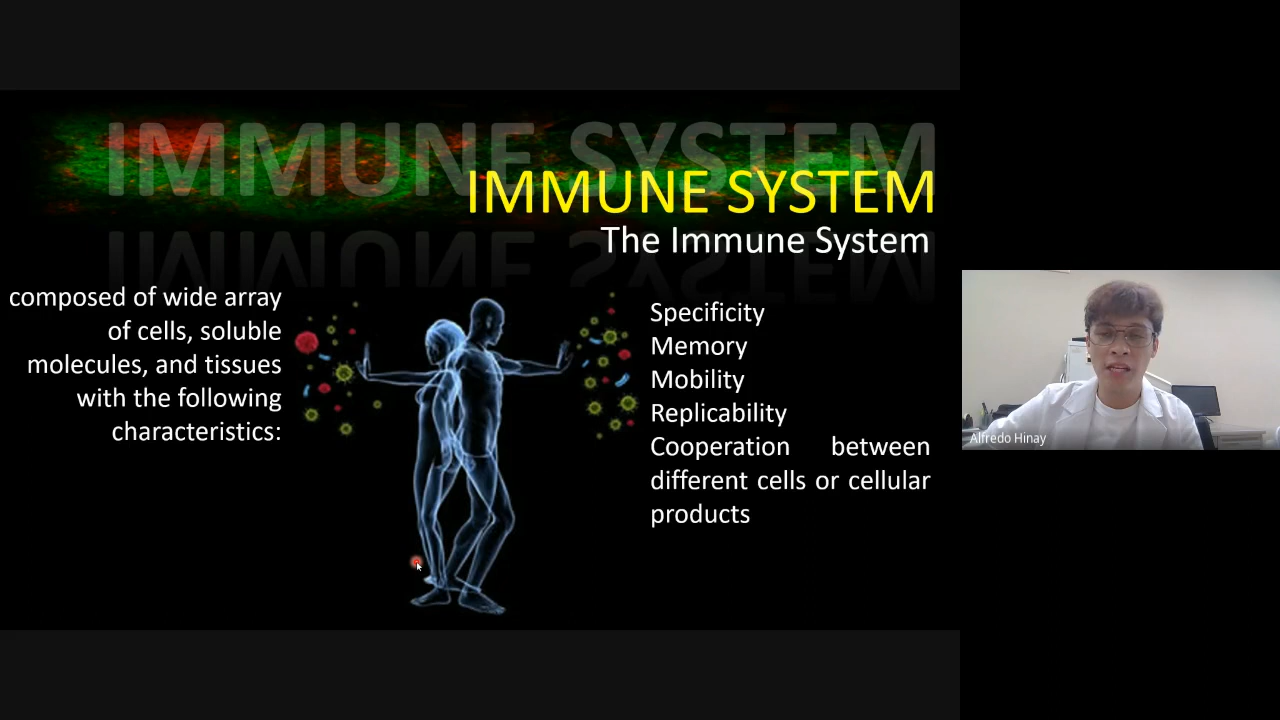 IMMUNE SYSTEM
IMMUNE SYSTEM
The Immune System
composed of wide array
of cells, soluble
molecules, and tissues
with the following
characteristics:
Specificity
Memory
Mobility
Replicability
Cooperation between
different cells or cellular
products
Alfredo Hinay